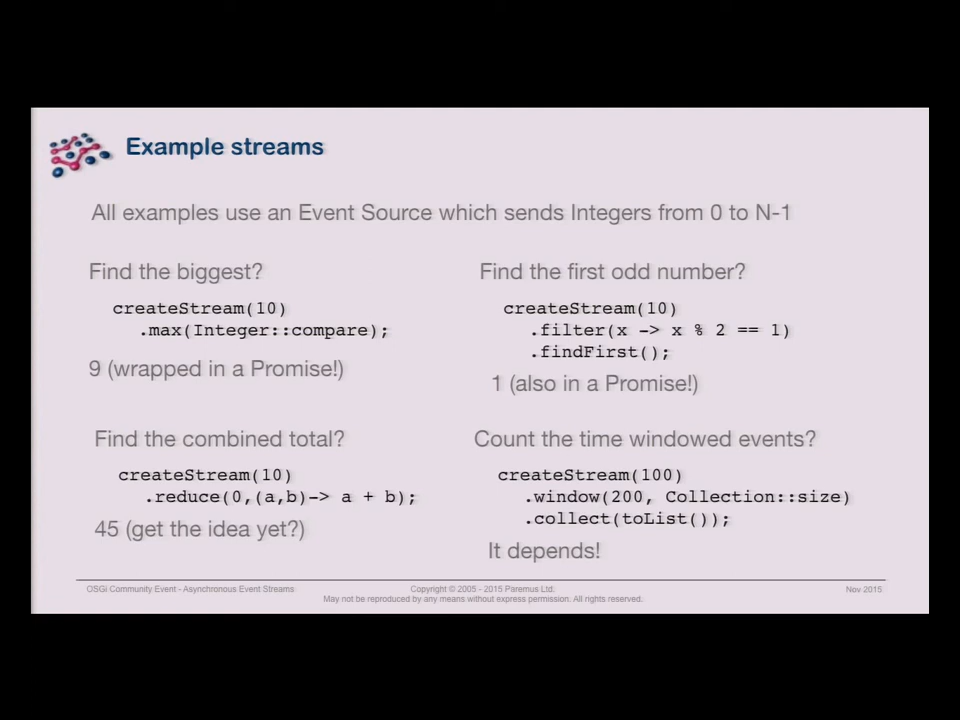 Example streams
All examples use an Event Source which sends Integers from 0 to N-1
Find the biggest?
createStream(10)
.max(Integer::compare);
9 (wrapped in a Promise!)
Find the first odd number?
createStream(10)
.filter(x -> x % 2 == 1)
.findFirst();
1 (also in a Promise!)
Find the combined total?
createStream(10)
.reduce(0,(a,b)-> a + b);
45 (get the idea yet?)
Count the time windowed events?
createStream(100)
.window(200, Collection::size)
.collect(toList());
It depends!
OSGi Community Event - Asynchronous Event Streams
Copyright © 2005 - 2015 Paremus Ltd.
May not be reproduced by any means without express permission. All rights reserved.
Nov 2015